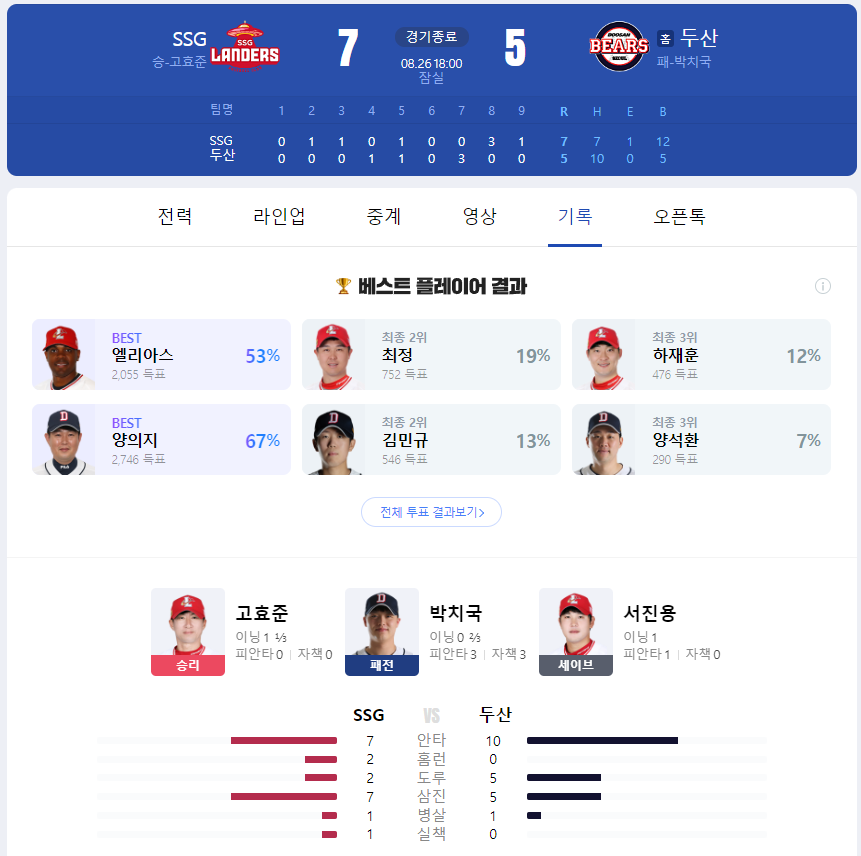 SSG
승-고효준
SSG
LANDERS
7
경기종료
08.26 18:00
잠실
5
DOOSAN
BEARS
SEOUL
홈 두산
패-박치국
팀명 1 2 3 4 5 6 7 8 9 R H E B
SSG 0 1 1 0 1 0 0 3 1 7 7 1 12
두산 0 0 0 1 1 0 3 0 0 5 10 0 5
전력 라인업 중계 영상 기록 오픈톡
베스트 플레이어 결과
BEST
엘리아스
2,055 득표
53%
최종 2위
최정
752 득표
19%
최종 3위
하재훈
476 득표
12%
BEST
양의지
2,746 득표
67%
최종 2위
김민규
546 득표
13%
최종 3위
양석환
290 득표
7%
전체 투표 결과보기>
승리
고효준
이닝 1 ⅓
피안타 0 | 자책 0
패전
박치국
이닝 0 ⅔
피안타 3 | 자책 3
세이브
서진용
이닝 1
피안타 1 | 자책 0
SSG VS 두산
7 안타 10
2 홈런 0
2 도루 5
7 삼진 5
1 병살 1
1 실책 0